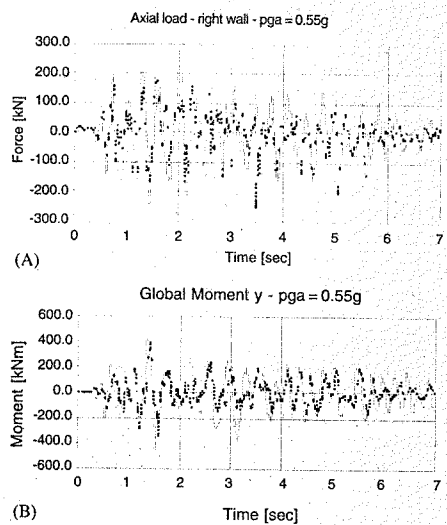 Axial load - right wall - pga = 0.55g
300.0
200.0
100.0
0.0
-100.0
-200.0
-300.0
Force [kN]
0 1 2 3 4 5 6 7
Time [sec]
(A)
Global Moment y - pga = 0.55g
600.0
400.0
200.0
0.0
-200.0
-400.0
-600.0
Moment [kNm]
0 1 2 3 4 5 6 7
Time [sec]
(B)